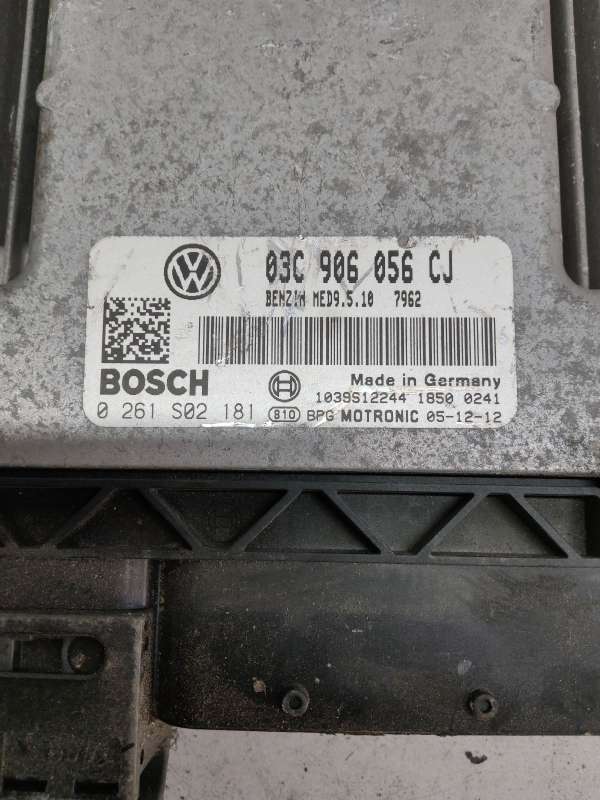 03C 906 056 CJ
BENZIN MED9.5.10 7962
BOSCH
Made in Germany
0 261 S02 181
1039S12244 1850 0241
810 BPG MOTRONIC 05-12-12